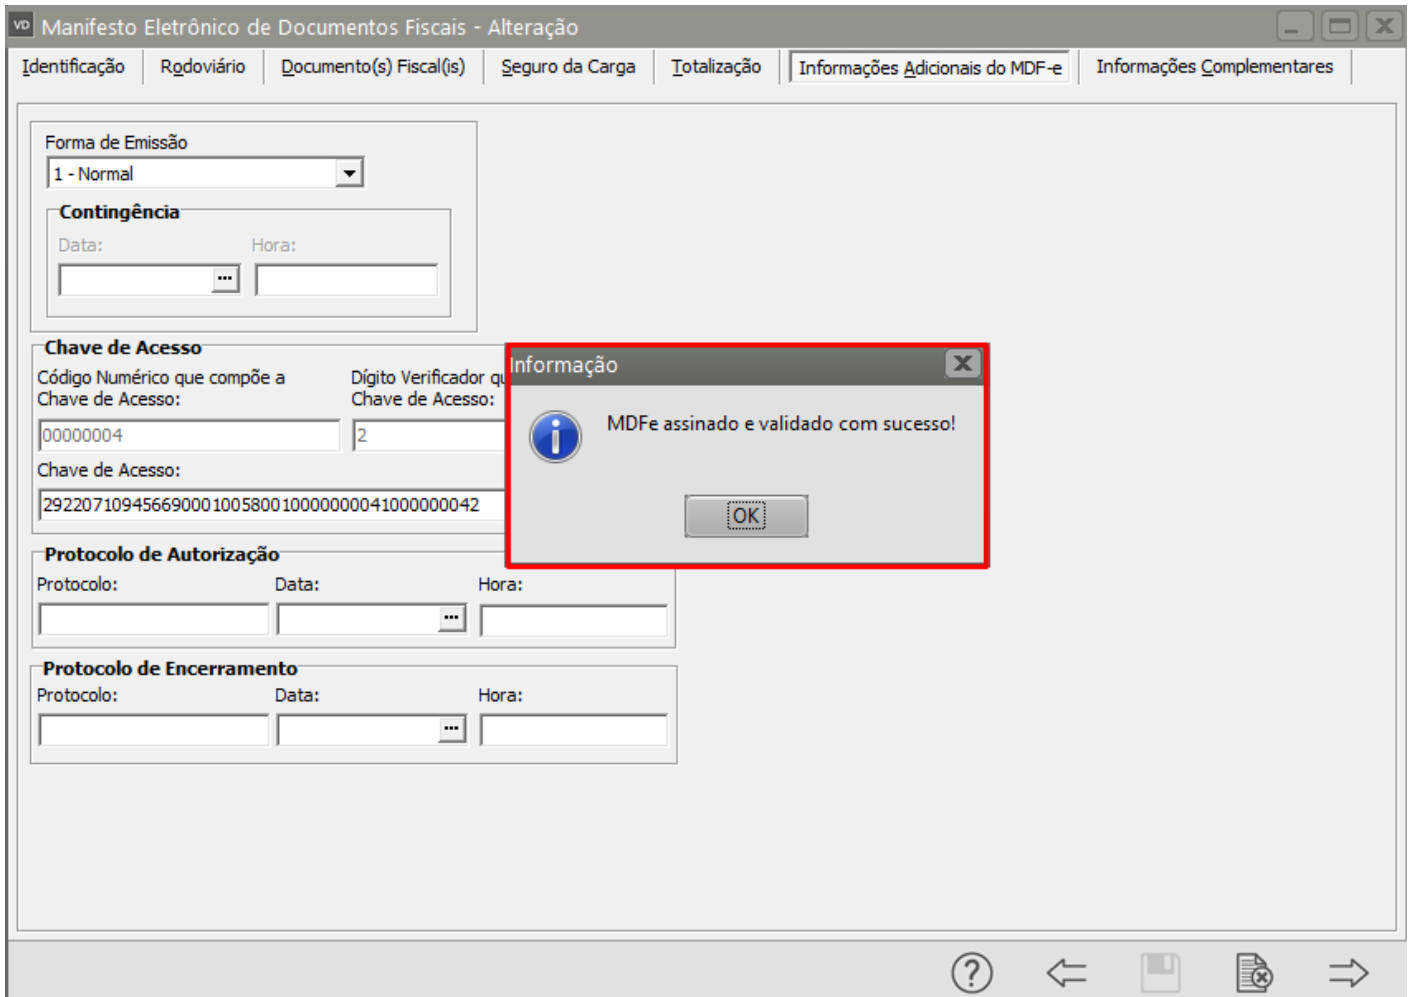 VD Manifesto Eletrônico de Documentos Fiscais - Alteração
Identificação Rodoviário Documento(s) Fiscal(is) Seguro da Carga Totalização Informações Adicionais do MDF-e Informações Complementares
Forma de Emissão
1 - Normal
Contingência
Data: Hora:
Chave de Acesso
Código Numérico que compõe a
Chave de Acesso:
Dígito Verificador qu
Chave de Acesso:
00000004 2
Chave de Acesso:
29220710945669000100580010000000041000000042
Informação
MDFe assinado e validado com sucesso!
OK
Protocolo de Autorização
Protocolo: Data: Hora:
Protocolo de Encerramento
Protocolo: Data: Hora: